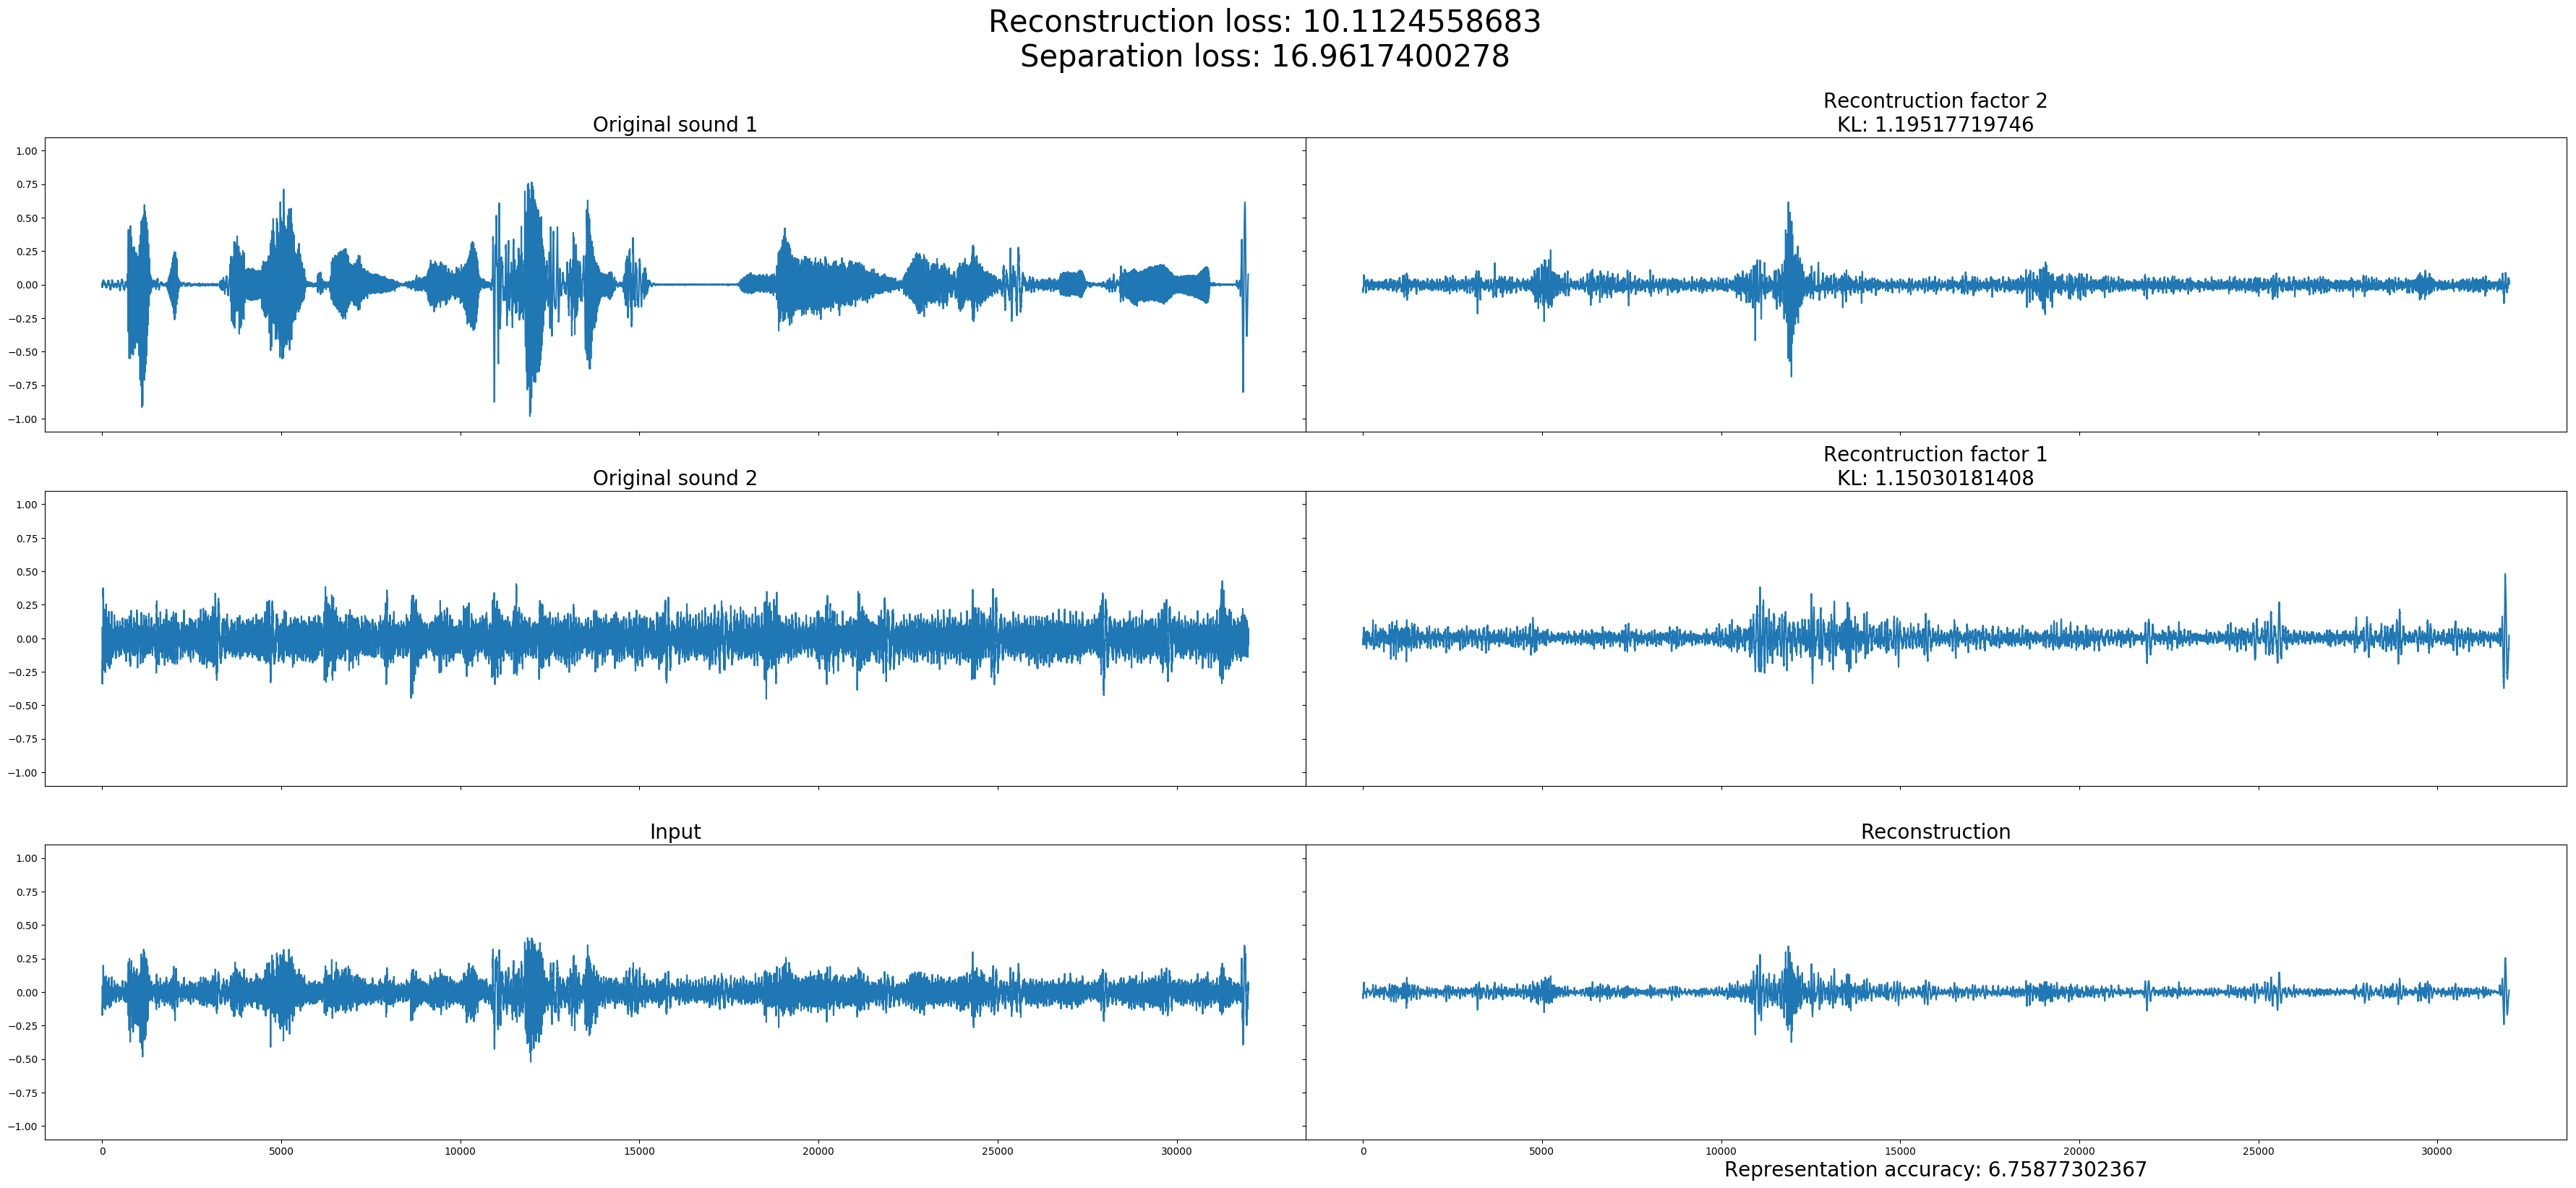 Reconstruction loss: 10.1124558683
Separation loss: 16.9617400278
Original sound 1
Recontruction factor 2
KL: 1.19517719746
1.00
0.75
0.50
0.25
0.00
−0.25
−0.50
−0.75
−1.00
Original sound 2
Recontruction factor 1
KL: 1.15030181408
1.00
0.75
0.50
0.25
0.00
−0.25
−0.50
−0.75
−1.00
Input
Reconstruction
1.00
0.75
0.50
0.25
0.00
−0.25
−0.50
−0.75
−1.00
0 5000 10000 15000 20000 25000 30000
0 5000 10000 15000 20000 25000 30000
Representation accuracy: 6.75877302367